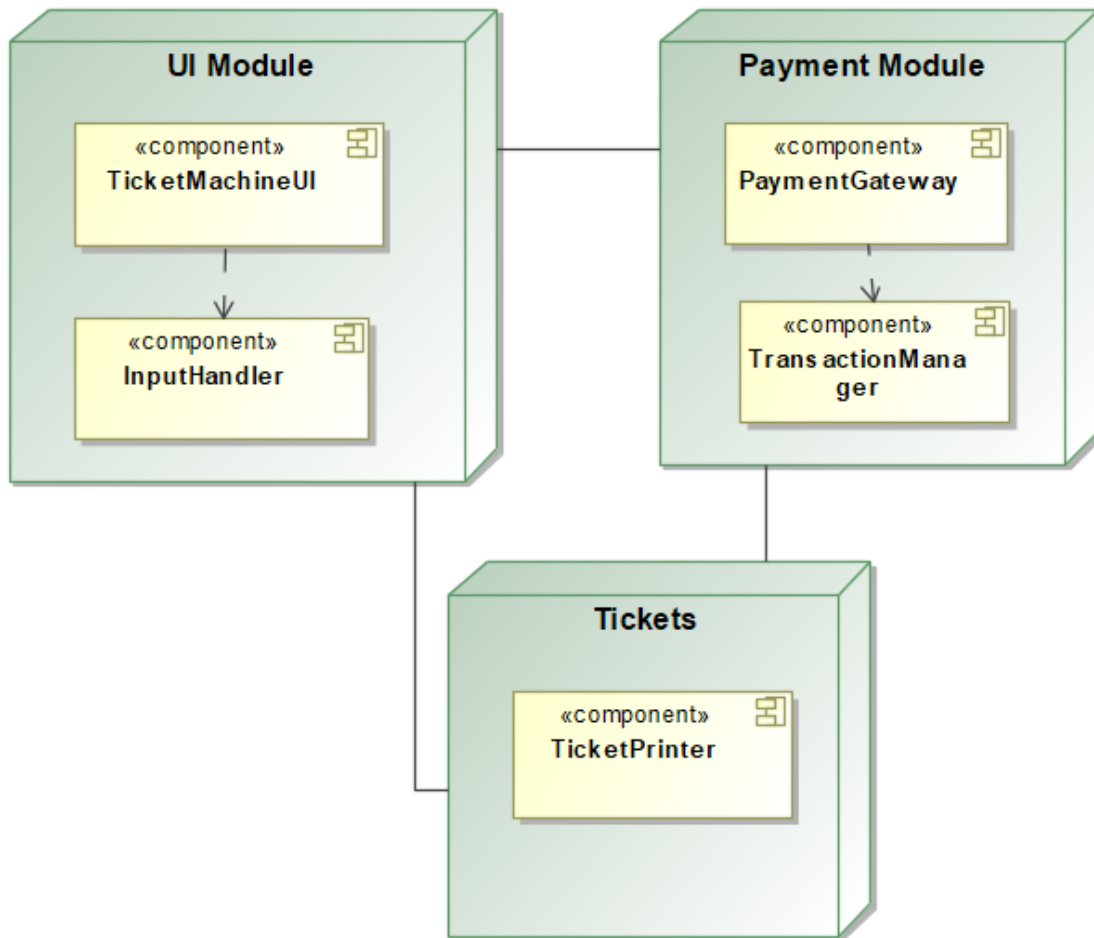 UI Module
«component»
TicketMachineUI
«component»
InputHandler
Payment Module
«component»
PaymentGateway
«component»
TransactionMana
ger
Tickets
«component»
TicketPrinter